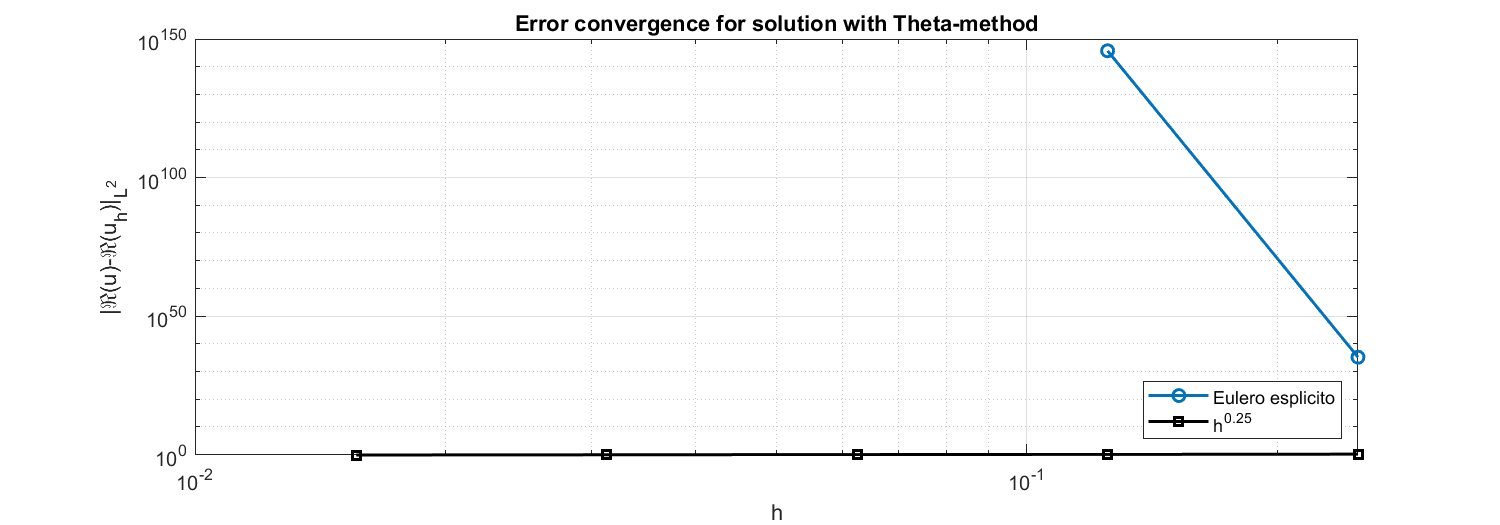 Error convergence for solution with Theta-method
10^150
10^100
10^50
10^0
|ℜ(u)-ℜ(u_h)|_L^2
Eulero esplicito
h^0.25
10^-2
10^-1
h